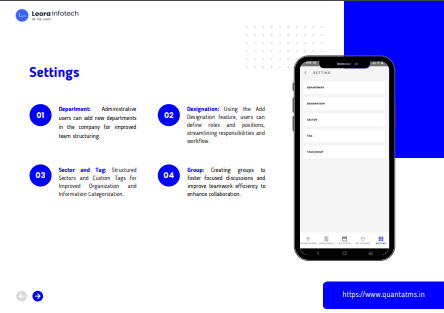 Leora Infotech
BE THE LIGHT
Settings
01
Department: Administrative
users can add new departments
in the company for improved
team structuring.
02
Designation: Using the Add
Designation feature, users can
define roles and positions,
streamlining responsibilities and
workflow.
03
Sector and Tag: Structured
Sectors and Custom Tags for
Improved Organization and
Information Categorization.
04
Group: Creating groups to
foster focused discussions and
improve teamwork efficiency to
enhance collaboration.
SETTING
DEPARTMENT
DESIGNATION
SECTOR
TAG
TASK GROUP
SETTING
https://www.quantatms.in